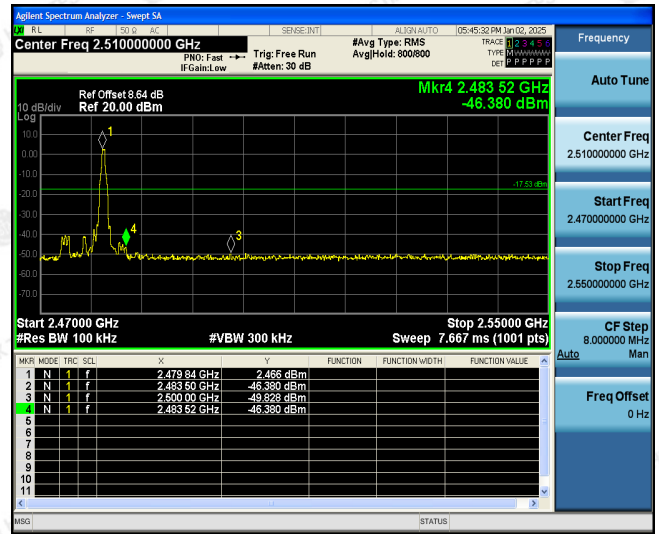 Agilent Spectrum Analyzer - Swept SA
LXI RL RF 50 Ω AC SENSE:INT ALIGN AUTO 05:45:32 PM Jan 02, 2025
Center Freq 2.510000000 GHz #Avg Type: RMS TRACE 1 2 3 4 5 6
PNO: Fast Trig: Free Run Avg|Hold: 800/800 TYPE M W W W W W
IFGain:Low #Atten: 30 dB DET P P P P P P
Mkr4 2.483 52 GHz
Ref Offset 8.64 dB
10 dB/div Ref 20.00 dBm -46.380 dBm
Log
10.0
0.00
-10.0
-20.0
-30.0
-40.0
-50.0
-60.0
-70.0
1
4
3
-17.53 dBm
Start 2.47000 GHz Stop 2.55000 GHz
#Res BW 100 kHz #VBW 300 kHz Sweep 7.667 ms (1001 pts)
MKR MODE TRC SCL X Y FUNCTION FUNCTION WIDTH FUNCTION VALUE
1 N 1 f 2.479 84 GHz 2.466 dBm
2 N 1 f 2.483 50 GHz -46.380 dBm
3 N 1 f 2.500 00 GHz -49.828 dBm
4 N 1 f 2.483 52 GHz -46.380 dBm
5
6
7
8
9
10
11
MSG STATUS
Frequency
Auto Tune
Center Freq
2.510000000 GHz
Start Freq
2.470000000 GHz
Stop Freq
2.550000000 GHz
CF Step
8.000000 MHz
Auto Man
Freq Offset
0 Hz